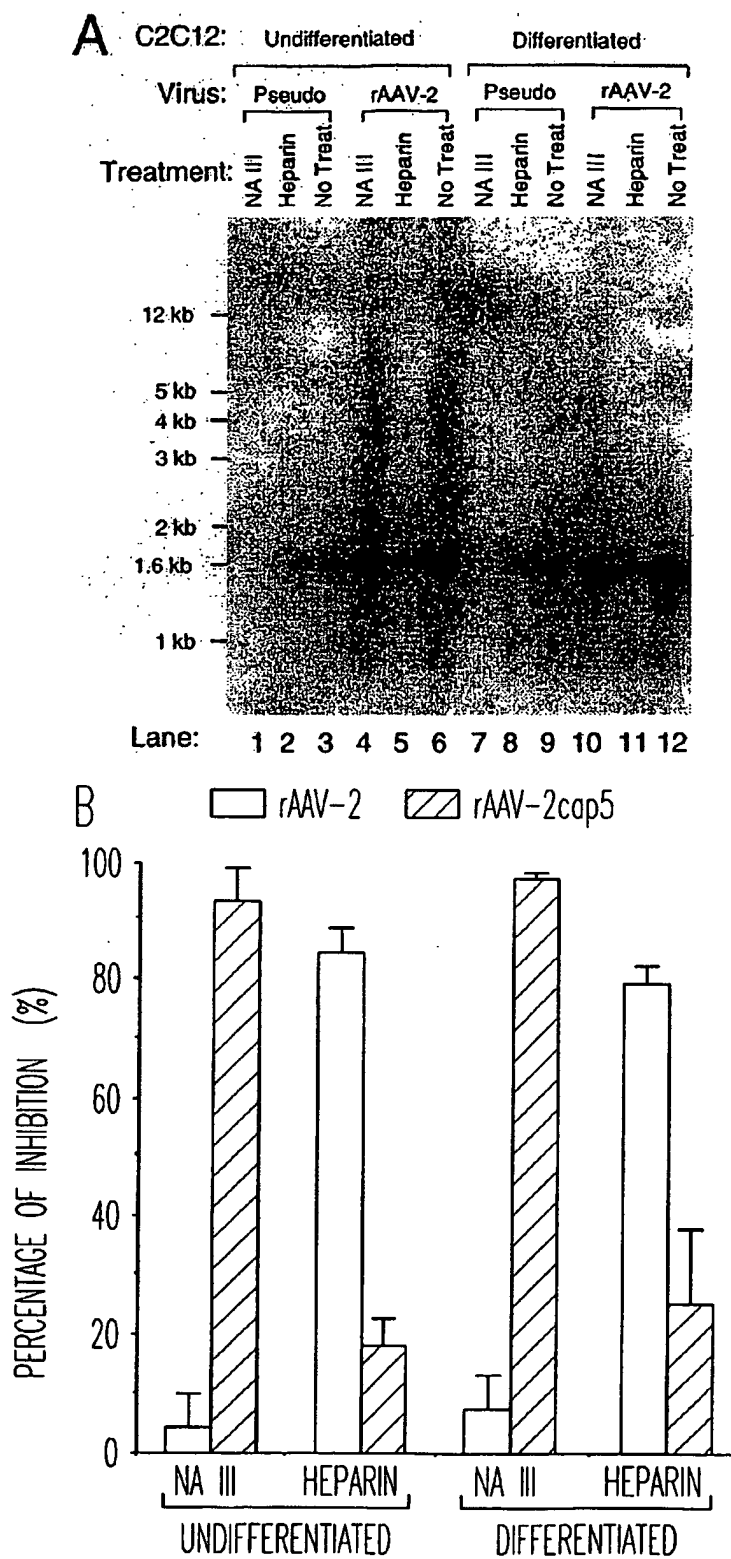 A C2C12: Undifferentiated Differentiated
Virus: Pseudo rAAV-2 Pseudo rAAV-2
Treatment: NA III Heparin No Treat NA III Heparin No Treat NA III Heparin No Treat NA III Heparin No Treat
12 kb
5 kb
4 kb
3 kb
2 kb
1.6 kb
1 kb
Lane: 1 2 3 4 5 6 7 8 9 10 11 12
B rAAV-2 rAAV-2cap5
PERCENTAGE OF INHIBITION (%)
100
80
60
40
20
0
NA III HEPARIN NA III HEPARIN
UNDIFFERENTIATED DIFFERENTIATED